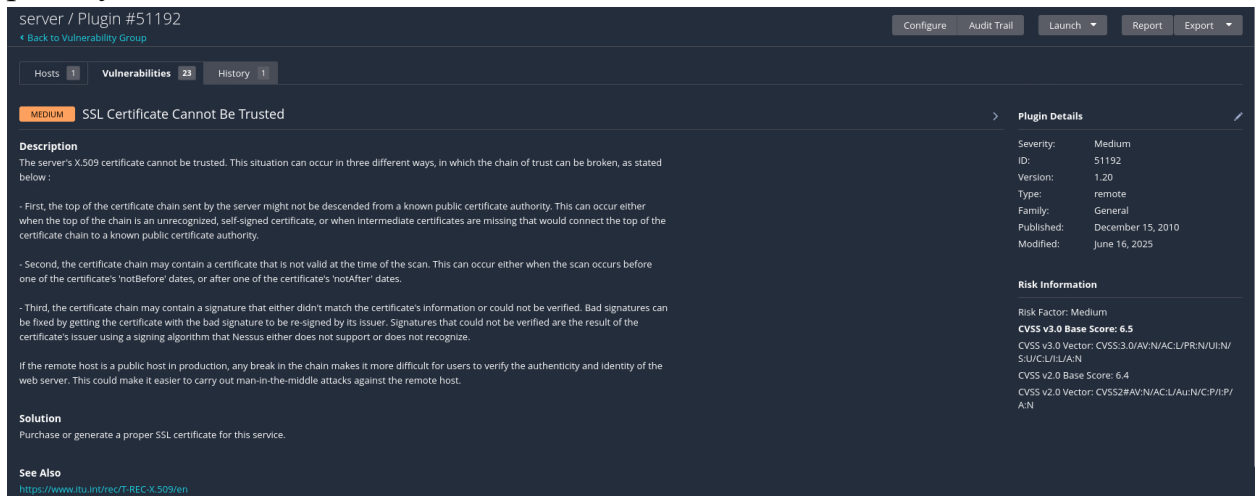 server / Plugin #51192
Back to Vulnerability Group
Configure Audit Trail Launch Report Export
Hosts 1 Vulnerabilities 23 History 1
MEDIUM SSL Certificate Cannot Be Trusted
Description
The server's X.509 certificate cannot be trusted. This situation can occur in three different ways, in which the chain of trust can be broken, as stated
below :
- First, the top of the certificate chain sent by the server might not be descended from a known public certificate authority. This can occur either
when the top of the chain is an unrecognized, self-signed certificate, or when intermediate certificates are missing that would connect the top of the
certificate chain to a known public certificate authority.
- Second, the certificate chain may contain a certificate that is not valid at the time of the scan. This can occur either when the scan occurs before
one of the certificate's 'notBefore' dates, or after one of the certificate's 'notAfter' dates.
- Third, the certificate chain may contain a signature that either didn't match the certificate's information or could not be verified. Bad signatures can
be fixed by getting the certificate with the bad signature to be re-signed by its issuer. Signatures that could not be verified are the result of the
certificate's issuer using a signing algorithm that Nessus either does not support or does not recognize.
If the remote host is a public host in production, any break in the chain makes it more difficult for users to verify the authenticity and identity of the
web server. This could make it easier to carry out man-in-the-middle attacks against the remote host.
Solution
Purchase or generate a proper SSL certificate for this service.
See Also
https://www.itu.int/rec/T-REC-X.509/en
Plugin Details
Severity: Medium
ID: 51192
Version: 1.20
Type: remote
Family: General
Published: December 15, 2010
Modified: June 16, 2025
Risk Information
Risk Factor: Medium
CVSS v3.0 Base Score: 6.5
CVSS v3.0 Vector: CVSS:3.0/AV:N/AC:L/PR:N/UI:N/
S:U/C:L/I:L/A:N
CVSS v2.0 Base Score: 6.4
CVSS v2.0 Vector: CVSS2#AV:N/AC:L/Au:N/C:P/I:P/
A:N